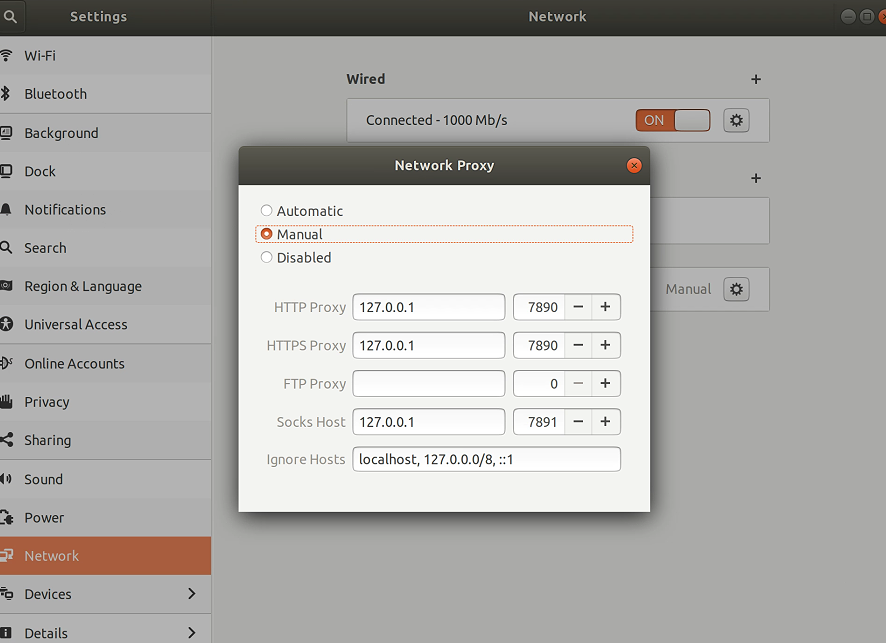 Settings
Network
Wi-Fi
Bluetooth
Background
Dock
Notifications
Search
Region & Language
Universal Access
Online Accounts
Privacy
Sharing
Sound
Power
Network
Devices
Details
Wired +
Connected - 1000 Mb/s ON
+
Manual
Network Proxy
Automatic
Manual
Disabled
HTTP Proxy 127.0.0.1 7890 − +
HTTPS Proxy 127.0.0.1 7890 − +
FTP Proxy 0 − +
Socks Host 127.0.0.1 7891 − +
Ignore Hosts localhost, 127.0.0.0/8, ::1